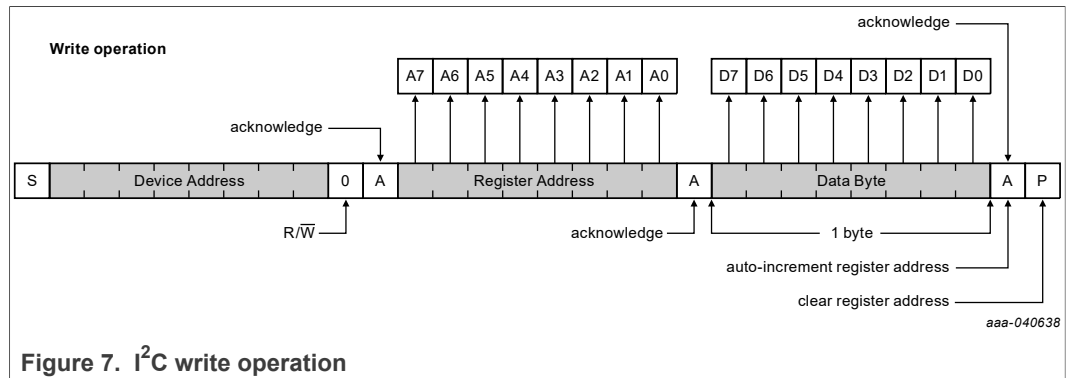 acknowledge
Write operation
A7 A6 A5 A4 A3 A2 A1 A0 D7 D6 D5 D4 D3 D2 D1 D0
acknowledge
S Device Address 0 A Register Address A Data Byte A P
R/W̅ acknowledge 1 byte
auto-increment register address
clear register address
aaa-040638
Figure 7. I²C write operation